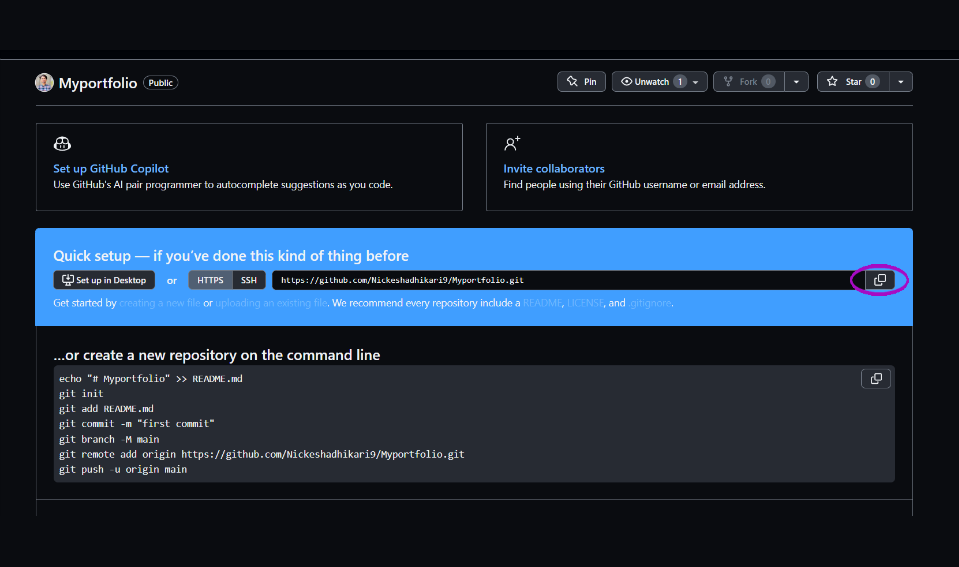 Myportfolio Public
Pin Unwatch 1 Fork 0 Star 0
Set up GitHub Copilot
Use GitHub's AI pair programmer to autocomplete suggestions as you code.
Invite collaborators
Find people using their GitHub username or email address.
Quick setup — if you've done this kind of thing before
Set up in Desktop or HTTPS SSH https://github.com/Nickeshadhikari9/Myportfolio.git
Get started by creating a new file or uploading an existing file. We recommend every repository include a README, LICENSE, and .gitignore.
...or create a new repository on the command line
echo "# Myportfolio" >> README.md
git init
git add README.md
git commit -m "first commit"
git branch -M main
git remote add origin https://github.com/Nickeshadhikari9/Myportfolio.git
git push -u origin main